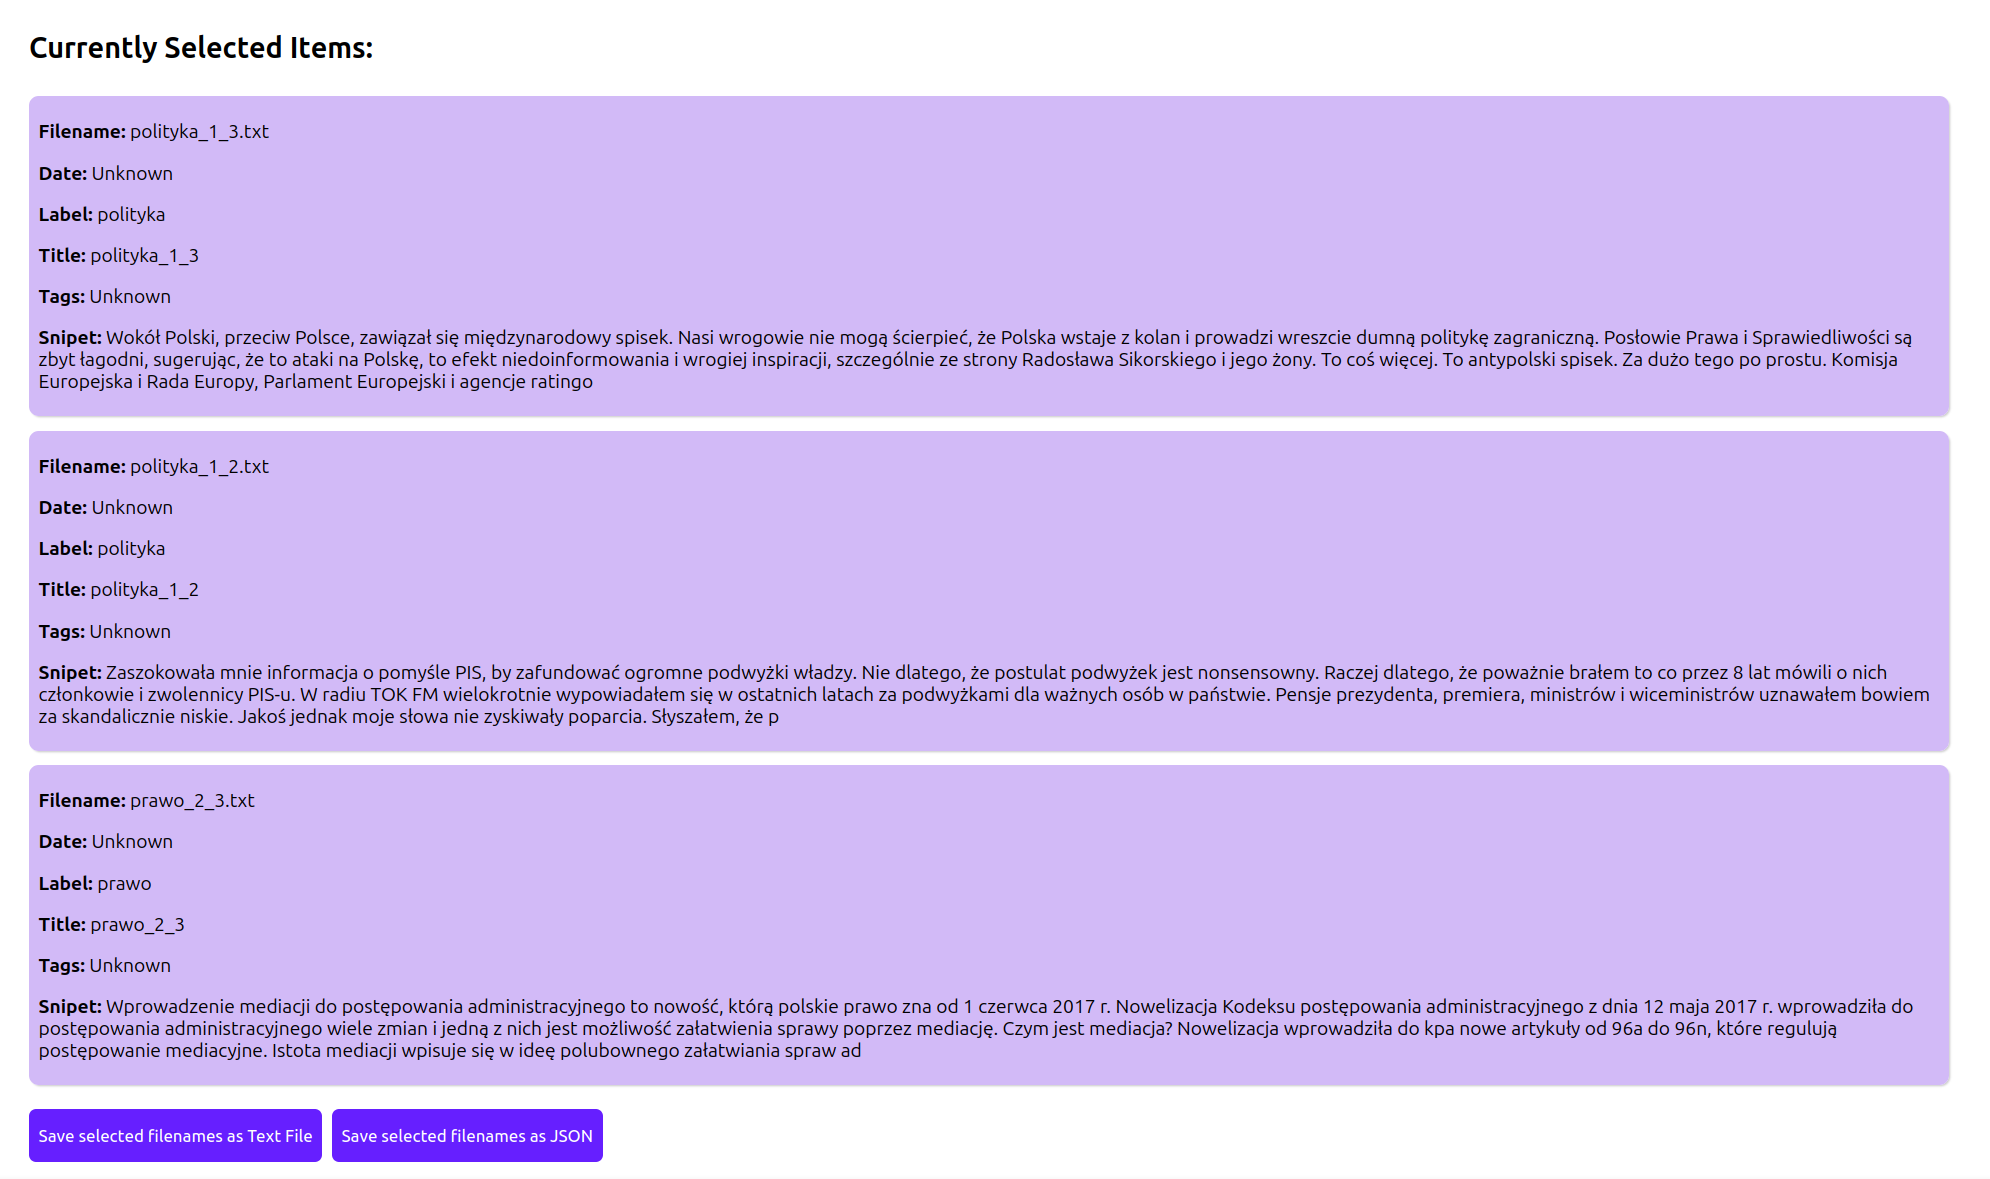 Currently Selected Items:
Filename: polityka_1_3.txt
Date: Unknown
Label: polityka
Title: polityka_1_3
Tags: Unknown
Snipet: Wokół Polski, przeciw Polsce, zawiązał się międzynarodowy spisek. Nasi wrogowie nie mogą ścierpieć, że Polska wstaje z kolan i prowadzi wreszcie dumną politykę zagraniczną. Posłowie Prawa i Sprawiedliwości są
zbyt łagodni, sugerując, że to ataki na Polskę, to efekt niedoinformowania i wrogiej inspiracji, szczególnie ze strony Radosława Sikorskiego i jego żony. To coś więcej. To antypolski spisek. Za dużo tego po prostu. Komisja
Europejska i Rada Europy, Parlament Europejski i agencje ratingo
Filename: polityka_1_2.txt
Date: Unknown
Label: polityka
Title: polityka_1_2
Tags: Unknown
Snipet: Zaszokowała mnie informacja o pomyśle PIS, by zafundować ogromne podwyżki władzy. Nie dlatego, że postulat podwyżek jest nonsensowny. Raczej dlatego, że poważnie brałem to co przez 8 lat mówili o nich
członkowie i zwolennicy PIS-u. W radiu TOK FM wielokrotnie wypowiadałem się w ostatnich latach za podwyżkami dla ważnych osób w państwie. Pensje prezydenta, premiera, ministrów i wiceministrów uznawałem bowiem
za skandalicznie niskie. Jakoś jednak moje słowa nie zyskiwały poparcia. Słyszałem, że p
Filename: prawo_2_3.txt
Date: Unknown
Label: prawo
Title: prawo_2_3
Tags: Unknown
Snipet: Wprowadzenie mediacji do postępowania administracyjnego to nowość, którą polskie prawo zna od 1 czerwca 2017 r. Nowelizacja Kodeksu postępowania administracyjnego z dnia 12 maja 2017 r. wprowadziła do
postępowania administracyjnego wiele zmian i jedną z nich jest możliwość załatwienia sprawy poprzez mediację. Czym jest mediacja? Nowelizacja wprowadziła do kpa nowe artykuły od 96a do 96n, które regulują
postępowanie mediacyjne. Istota mediacji wpisuje się w ideę polubownego załatwiania spraw ad
Save selected filenames as Text File
Save selected filenames as JSON